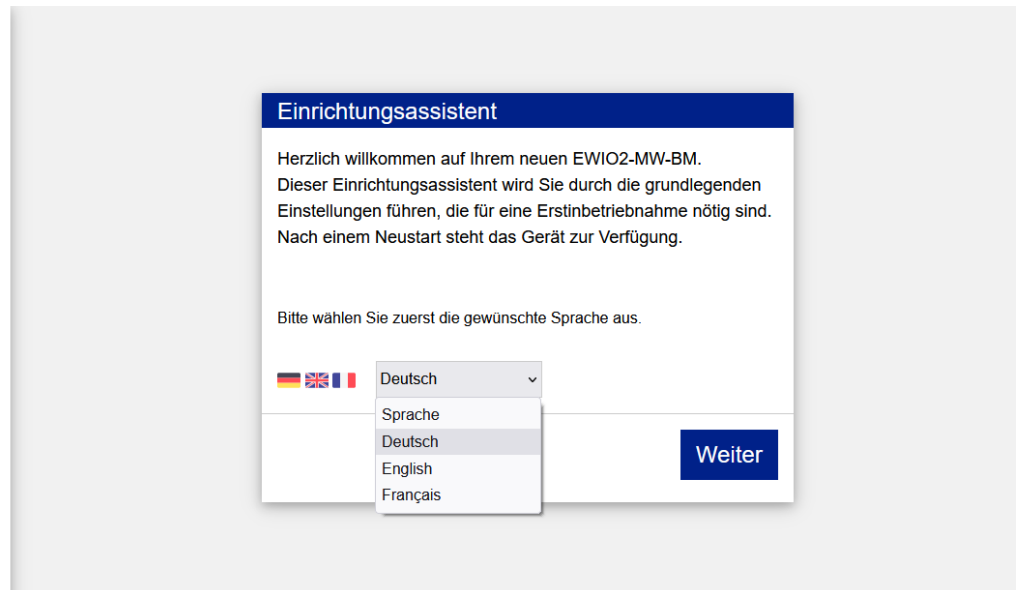 Einrichtungsassistent
Herzlich willkommen auf Ihrem neuen EWIO2-MW-BM.
Dieser Einrichtungsassistent wird Sie durch die grundlegenden
Einstellungen führen, die für eine Erstinbetriebnahme nötig sind.
Nach einem Neustart steht das Gerät zur Verfügung.
Bitte wählen Sie zuerst die gewünschte Sprache aus.
Deutsch
Sprache
Deutsch
English
Français
Weiter